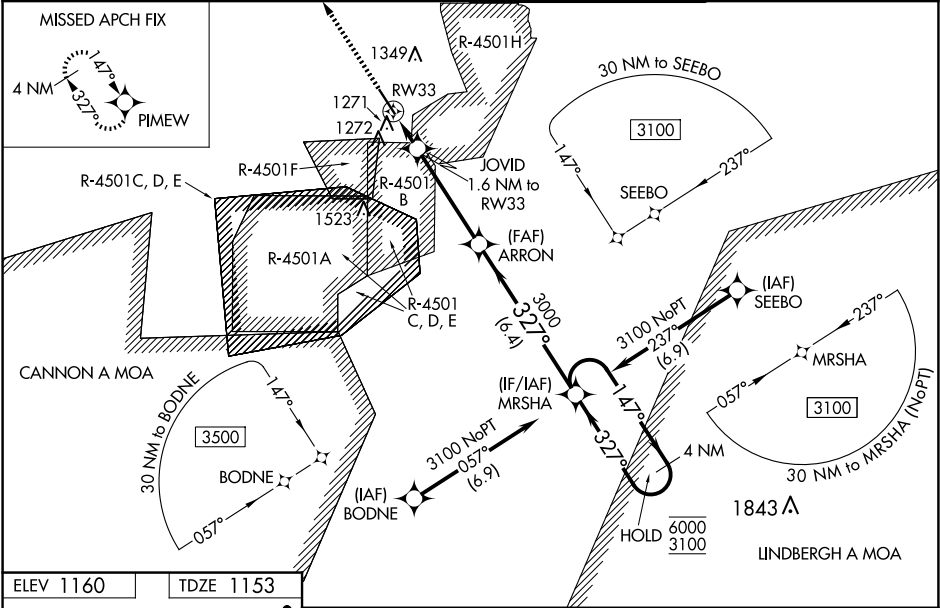 MISSED APCH FIX
4 NM
147°
327°
PIMEW
1349
R-4501H
RW33
1271
1272
30 NM to SEEBO
3100
147°
237°
SEEBO
R-4501F
R-4501C, D, E
R-4501
B
JOVID
1.6 NM to
RW33
1523
R-4501A
(FAF)
ARRON
R-4501
C, D, E
3000
327°
(6.4)
(IAF)
SEEBO
3100 NoPT
237°
(6.9)
237°
MRSHA
057°
3100
30 NM to MRSHA (NoPT)
CANNON A MOA
(IF/IAF)
MRSHA
147°
327°
4 NM
30 NM to BODNE
147°
3500
BODNE
057°
3100 NoPT
057°
(6.9)
(IAF)
BODNE
HOLD
6000
3100
1843
LINDBERGH A MOA
ELEV 1160
TDZE 1153